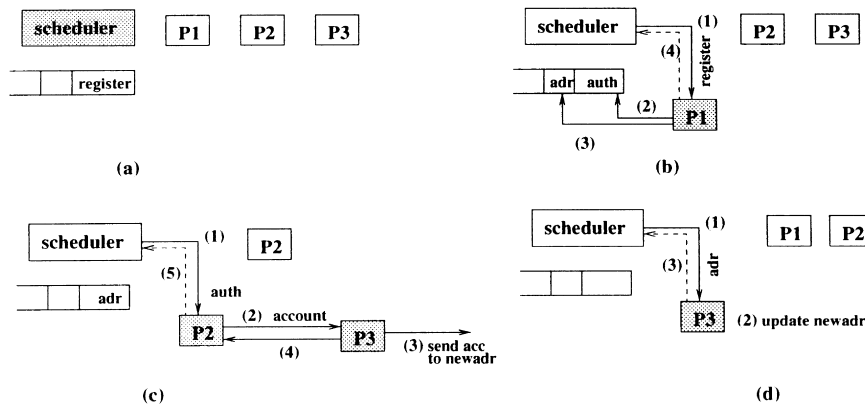 scheduler P1 P2 P3
register
(a)
scheduler (1) P2 P3
(4)
register
adr auth
(2)
P1
(3)
(b)
scheduler (1) P2
(5)
adr
auth
P2 (2) account P3
(4)
(3) send acc
to newadr
(c)
scheduler (1) P1 P2
(3)
adr
P3 (2) update newadr
(d)